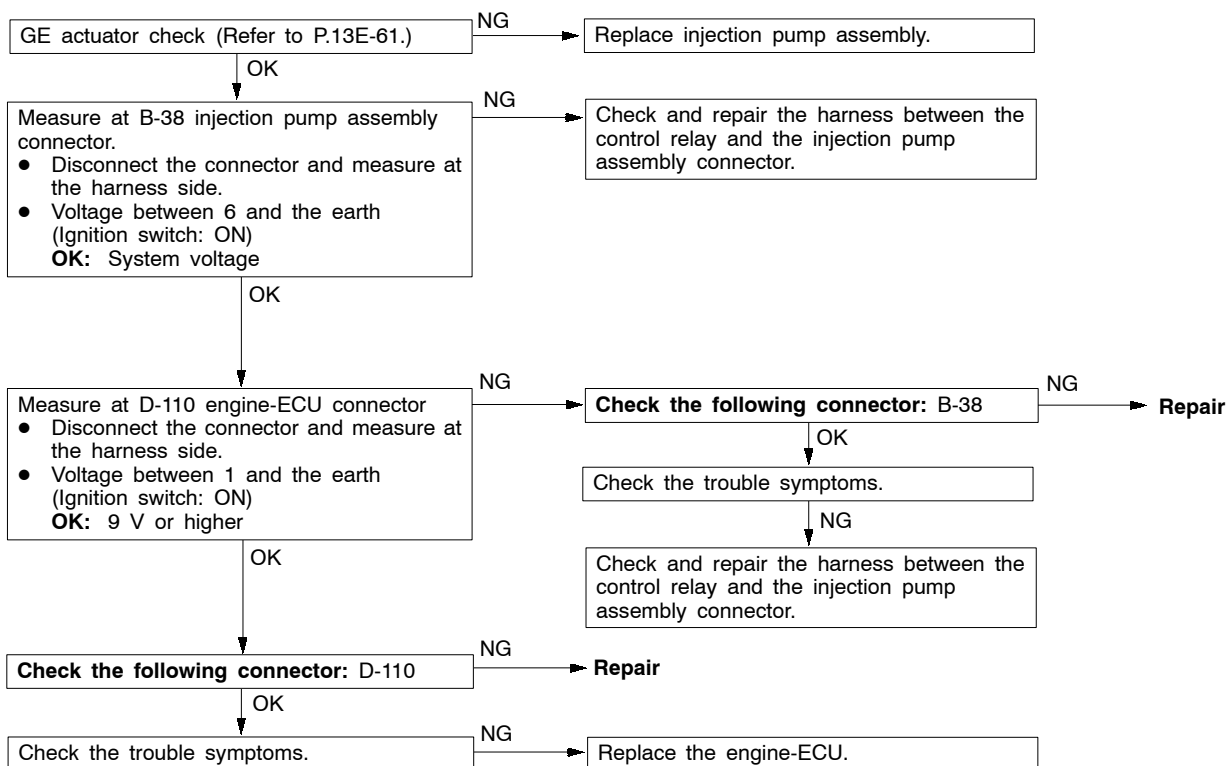 GE actuator check (Refer to P.13E-61.)
NG
Replace injection pump assembly.
OK
Measure at B-38 injection pump assembly
connector.
● Disconnect the connector and measure at
the harness side.
● Voltage between 6 and the earth
(Ignition switch: ON)
OK: System voltage
NG
Check and repair the harness between the
control relay and the injection pump
assembly connector.
OK
Measure at D-110 engine-ECU connector
● Disconnect the connector and measure at
the harness side.
● Voltage between 1 and the earth
(Ignition switch: ON)
OK: 9 V or higher
NG
Check the following connector: B-38
NG
Repair
OK
Check the trouble symptoms.
NG
Check and repair the harness between the
control relay and the injection pump
assembly connector.
OK
Check the following connector: D-110
NG
Repair
OK
Check the trouble symptoms.
NG
Replace the engine-ECU.